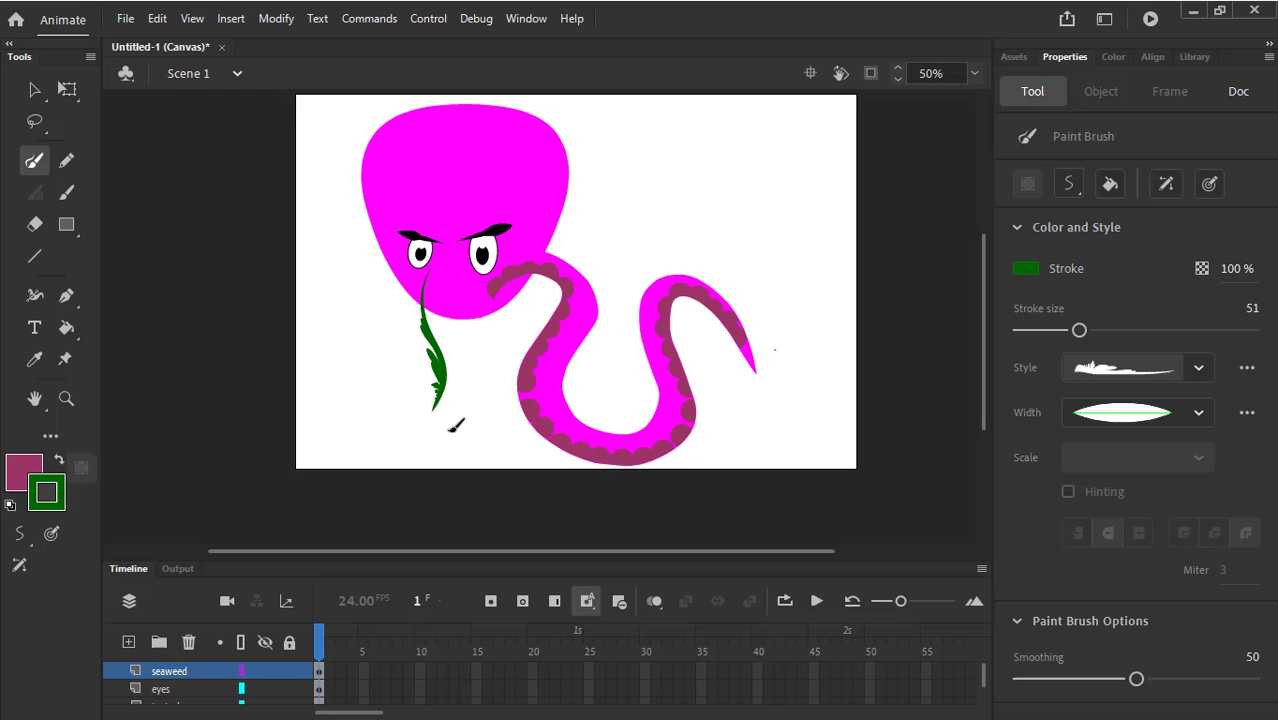 Animate File Edit View Insert Modify Text Commands Control Debug Window Help
Tools Untitled-1 (Canvas)* Assets Properties Color Align Library
Scene 1 50%
Tool Object Frame Doc
Paint Brush
Color and Style
Stroke 100 %
Stroke size 51
Style
Width
Scale
Hinting
Miter 3
Timeline Output
24.00 FPS 1 F
1s 2s
5 10 15 20 25 30 35 40 45 50 55
seaweed
eyes
Paint Brush Options
Smoothing 50